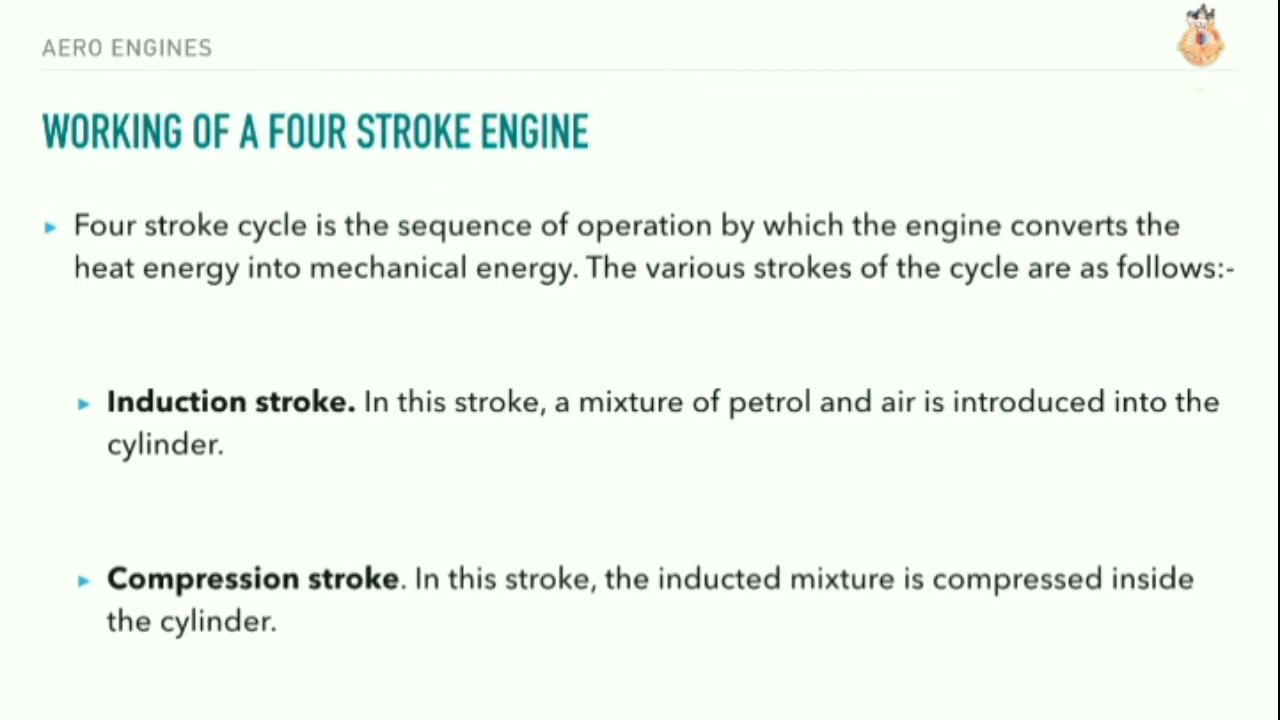 AERO ENGINES
WORKING OF A FOUR STROKE ENGINE
▸ Four stroke cycle is the sequence of operation by which the engine converts the
heat energy into mechanical energy. The various strokes of the cycle are as follows:-
▸ Induction stroke. In this stroke, a mixture of petrol and air is introduced into the
cylinder.
▸ Compression stroke. In this stroke, the inducted mixture is compressed inside
the cylinder.